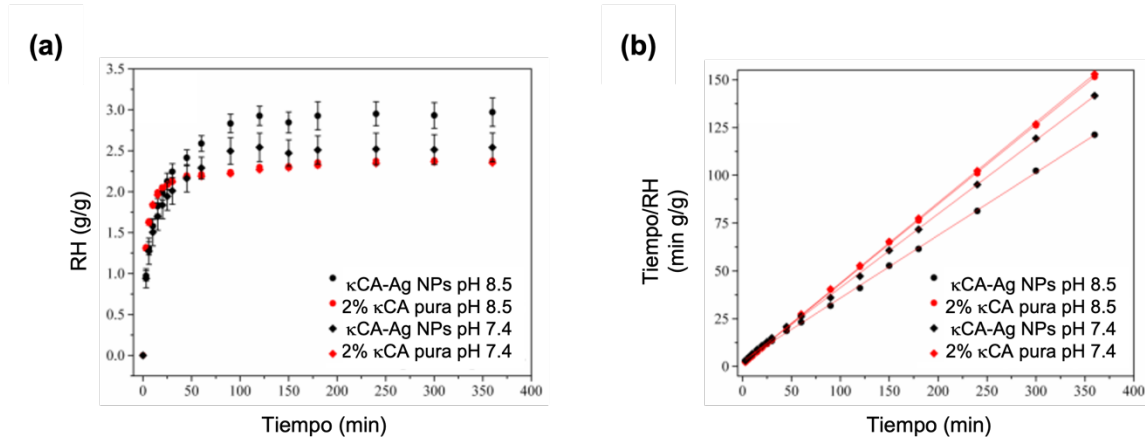 (a)
3.5
3.0
2.5
2.0
1.5
1.0
0.5
0.0
RH (g/g)
κCA-Ag NPs pH 8.5
2% κCA pura pH 8.5
κCA-Ag NPs pH 7.4
2% κCA pura pH 7.4
0 50 100 150 200 250 300 350 400
Tiempo (min)
(b)
150
125
100
75
50
25
0
Tiempo/RH
(min g/g)
κCA-Ag NPs pH 8.5
2% κCA pura pH 8.5
κCA-Ag NPs pH 7.4
2% κCA pura pH 7.4
0 50 100 150 200 250 300 350 400
Tiempo (min)